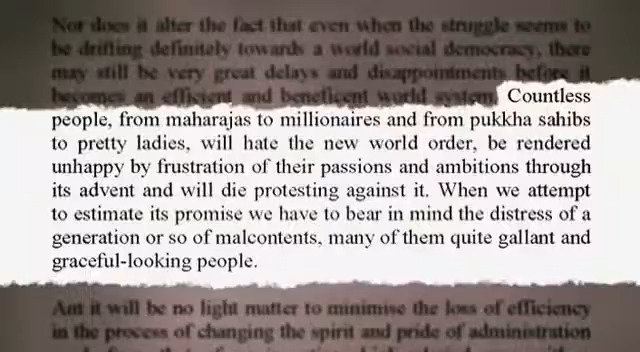 Nor does it alter the fact that even when the struggle seems to
be drifting definitely towards a world social democracy, there
may still be very great delays and disappointments before it
becomes an efficient and beneficent world system. Countless
people, from maharajas to millionaires and from pukkha sahibs
to pretty ladies, will hate the new world order, be rendered
unhappy by frustration of their passions and ambitions through
its advent and will die protesting against it. When we attempt
to estimate its promise we have to bear in mind the distress of a
generation or so of malcontents, many of them quite gallant and
graceful-looking people.
Ant it will be no light matter to minimise the loss of efficiency
in the process of changing the spirit and pride of administration